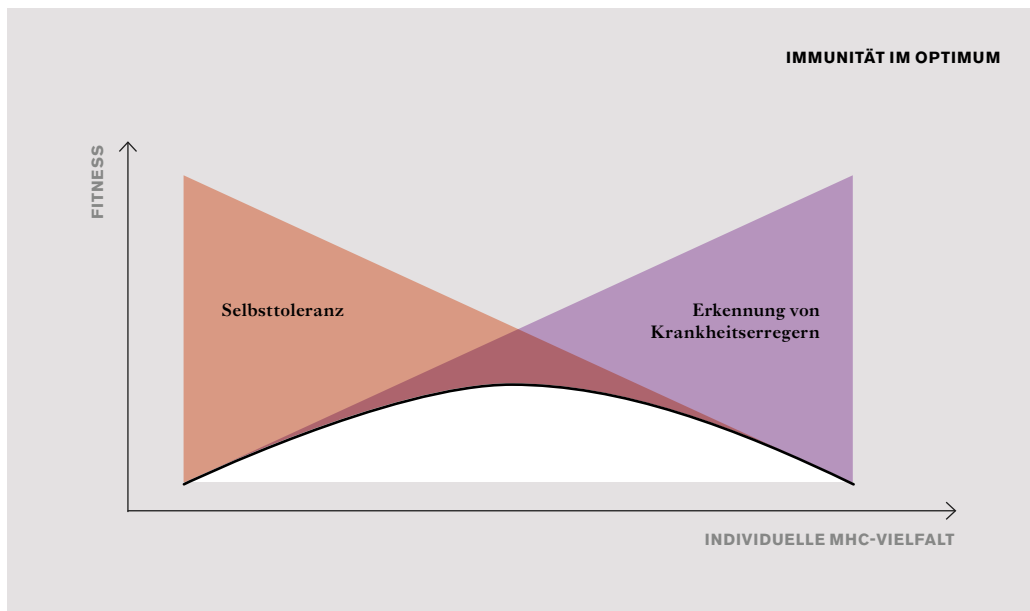 IMMUNITÄT IM OPTIMUM
FITNESS
Selbsttoleranz
Erkennung von
Krankheitserregern
INDIVIDUELLE MHC-VIELFALT